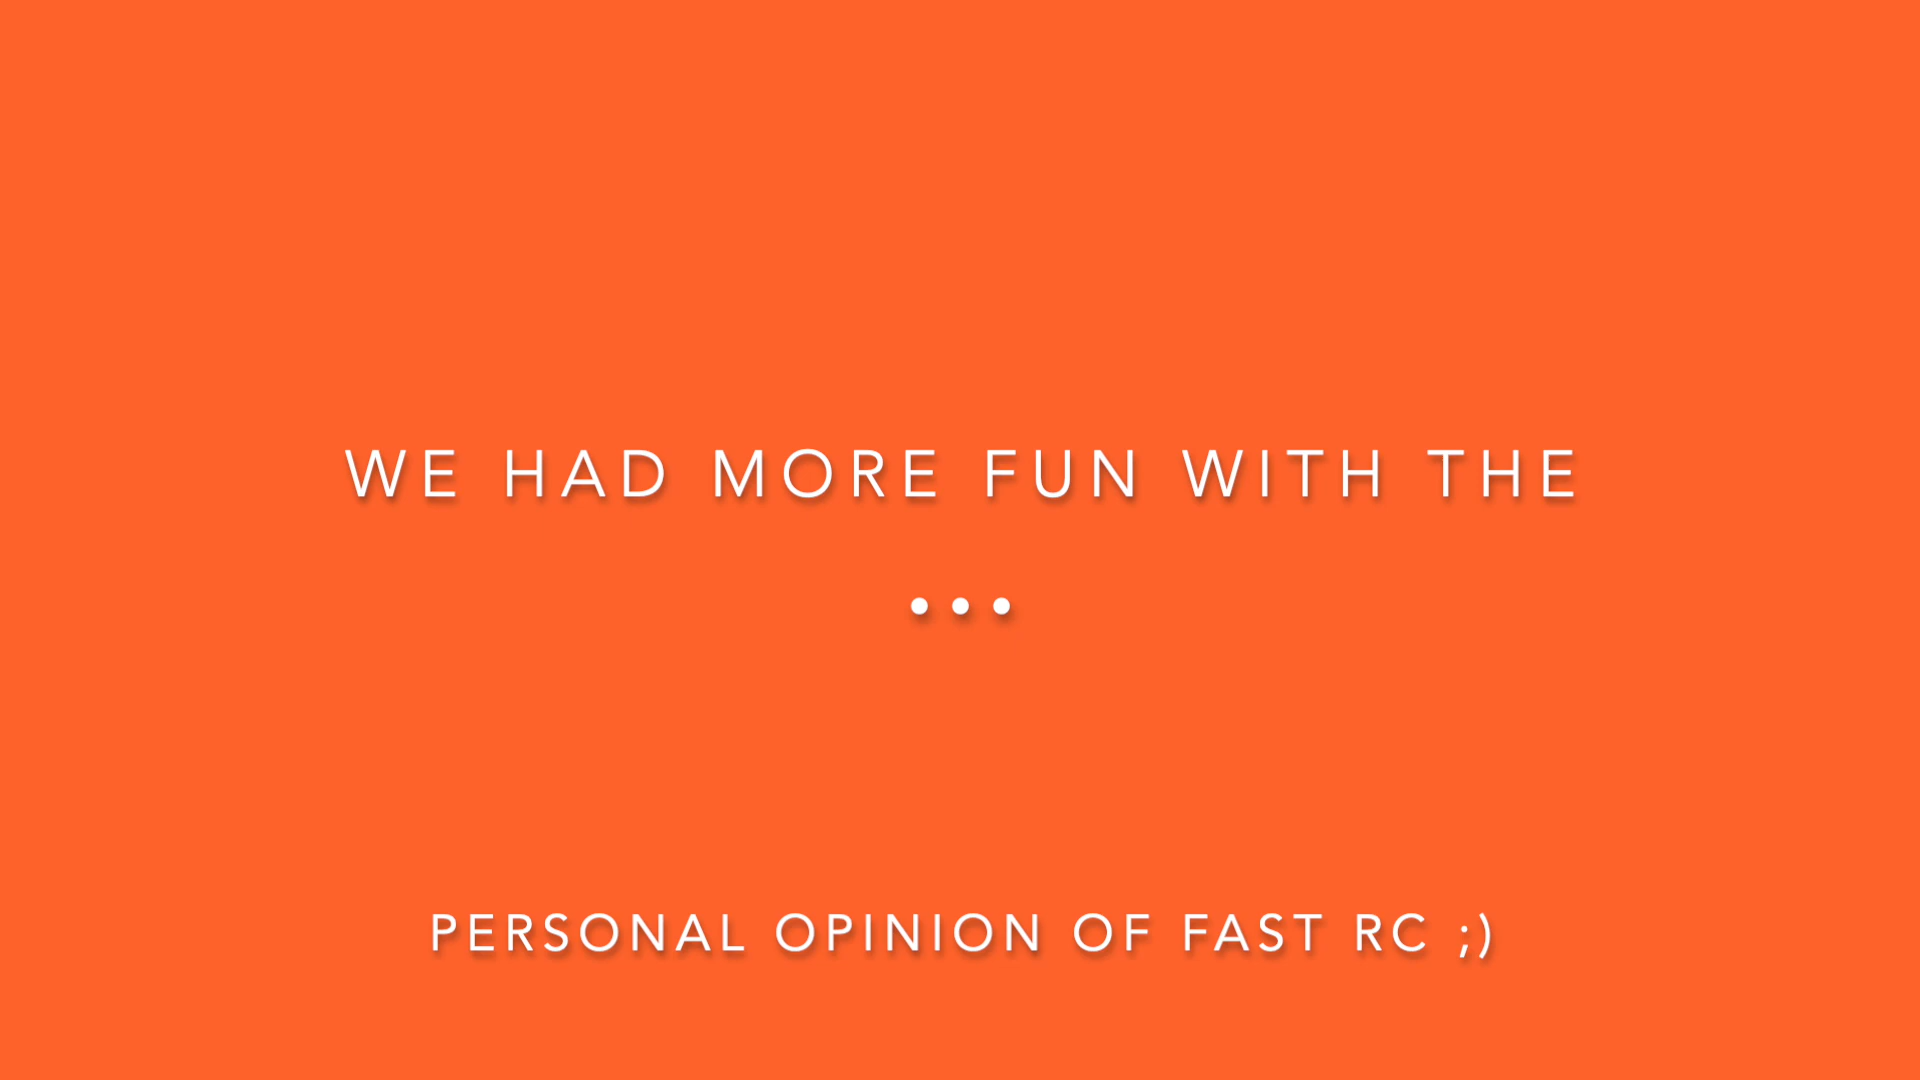 WE HAD MORE FUN WITH THE
...
PERSONAL OPINION OF FAST RC ;)